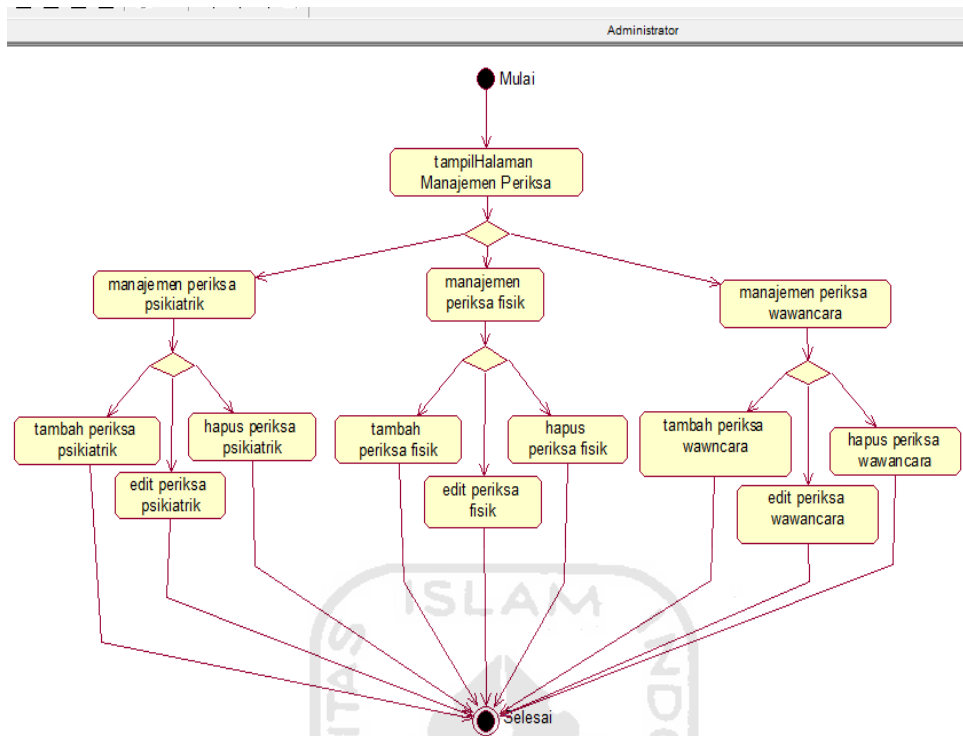 Administrator
Mulai
tampilHalaman
Manajemen Periksa
manajemen periksa
psikiatrik
manajemen
periksa fisik
manajemen periksa
wawancara
tambah periksa
psikiatrik
edit periksa
psikiatrik
hapus periksa
psikiatrik
tambah
periksa fisik
edit periksa
fisik
hapus
periksa fisik
tambah periksa
wawncara
edit periksa
wawancara
hapus periksa
wawancara
ISLAM
Selesai